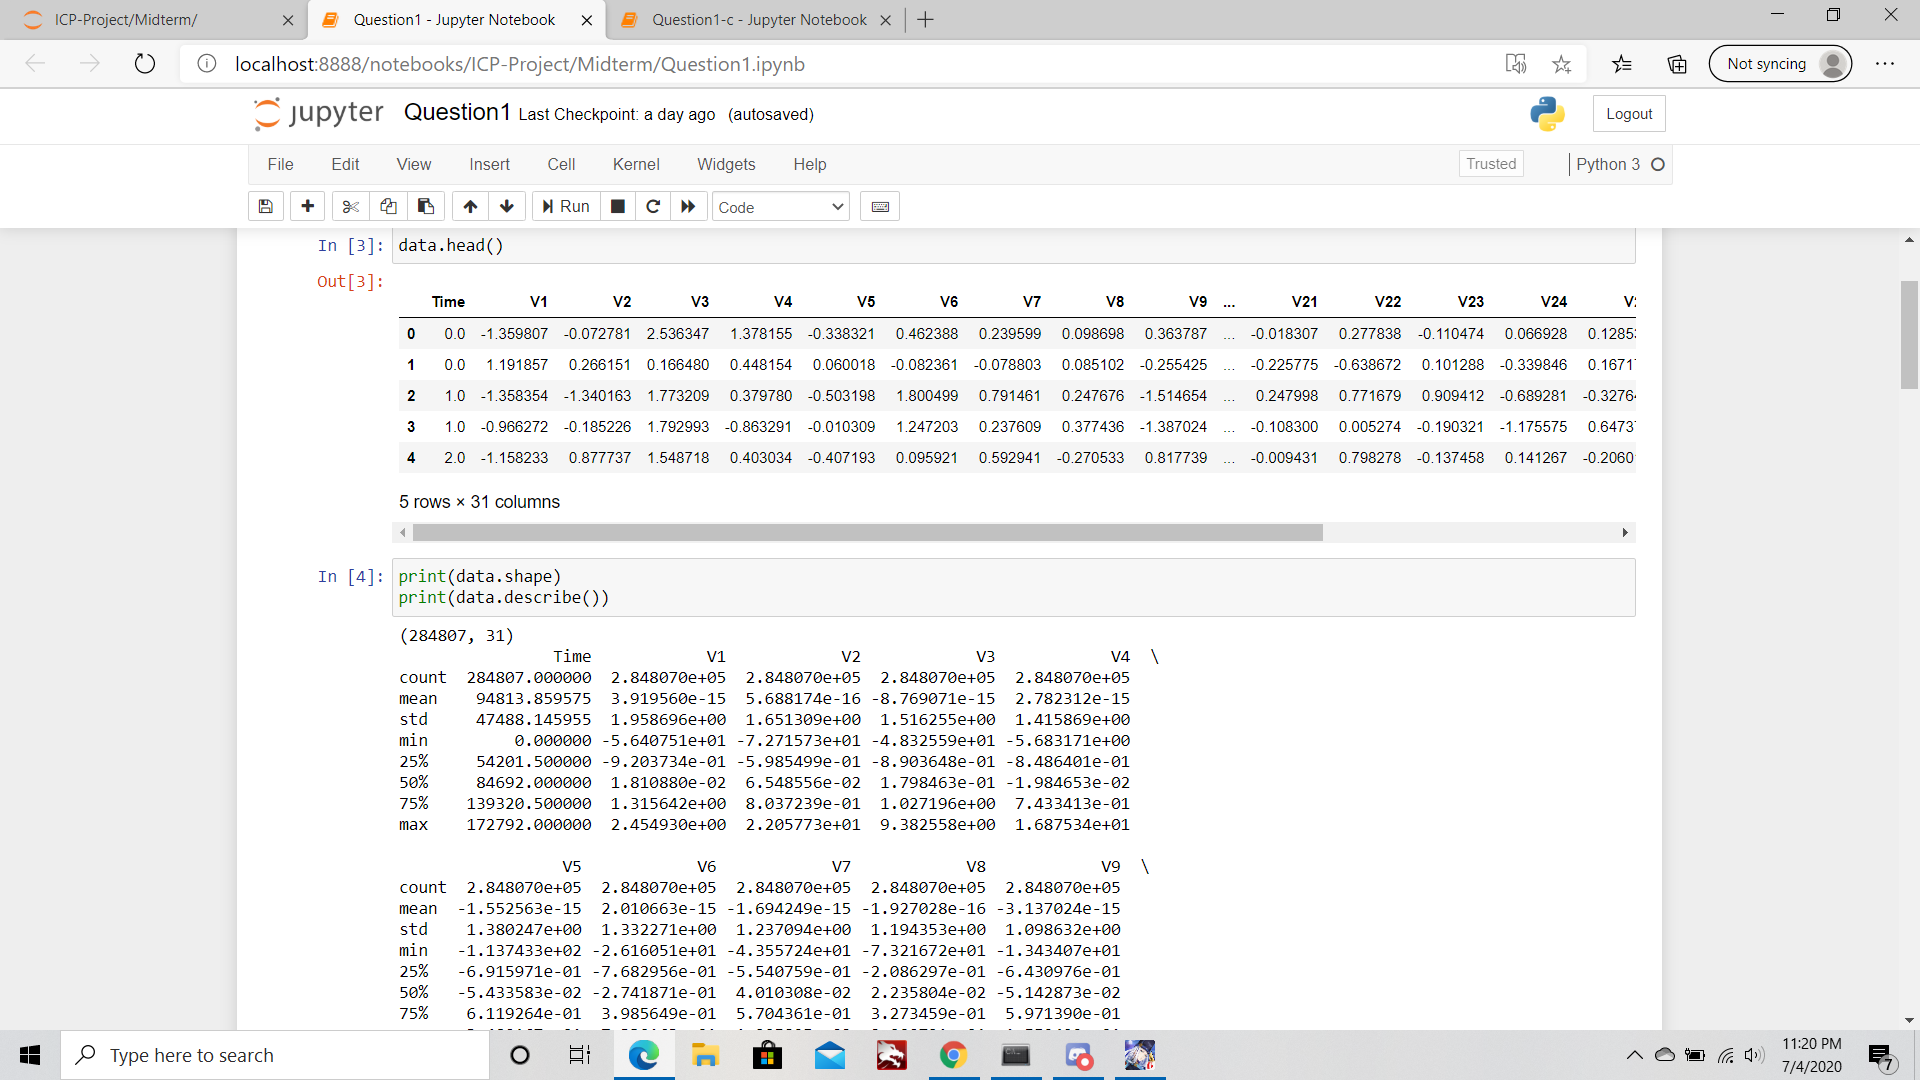 ICP-Project/Midterm/
Question1 - Jupyter Notebook
Question1-c - Jupyter Notebook
localhost:8888/notebooks/ICP-Project/Midterm/Question1.ipynb
Not syncing
jupyter Question1 Last Checkpoint: a day ago (autosaved)
Logout
File Edit View Insert Cell Kernel Widgets Help
Trusted
Python 3
Run
Code
In [3]: data.head()
Out[3]:
Time V1 V2 V3 V4 V5 V6 V7 V8 V9 ... V21 V22 V23 V24
0 0.0 -1.359807 -0.072781 2.536347 1.378155 -0.338321 0.462388 0.239599 0.098698 0.363787 ... -0.018307 0.277838 -0.110474 0.066928 0.1285
1 0.0 1.191857 0.266151 0.166480 0.448154 0.060018 -0.082361 -0.078803 0.085102 -0.255425 ... -0.225775 -0.638672 0.101288 -0.339846 0.1671
2 1.0 -1.358354 -1.340163 1.773209 0.379780 -0.503198 1.800499 0.791461 0.247676 -1.514654 ... 0.247998 0.771679 0.909412 -0.689281 -0.3276
3 1.0 -0.966272 -0.185226 1.792993 -0.863291 -0.010309 1.247203 0.237609 0.377436 -1.387024 ... -0.108300 0.005274 -0.190321 -1.175575 0.6473
4 2.0 -1.158233 0.877737 1.548718 0.403034 -0.407193 0.095921 0.592941 -0.270533 0.817739 ... -0.009431 0.798278 -0.137458 0.141267 -0.2060
5 rows × 31 columns
In [4]: print(data.shape)
print(data.describe())
(284807, 31)
Time V1 V2 V3 V4 \
count 284807.000000 2.848070e+05 2.848070e+05 2.848070e+05 2.848070e+05
mean 94813.859575 3.919560e-15 5.688174e-16 -8.769071e-15 2.782312e-15
std 47488.145955 1.958696e+00 1.651309e+00 1.516255e+00 1.415869e+00
min 0.000000 -5.640751e+01 -7.271573e+01 -4.832559e+01 -5.683171e+00
25% 54201.500000 -9.203734e-01 -5.985499e-01 -8.903648e-01 -8.486401e-01
50% 84692.000000 1.810880e-02 6.548556e-02 1.798463e-01 -1.984653e-02
75% 139320.500000 1.315642e+00 8.037239e-01 1.027196e+00 7.433413e-01
max 172792.000000 2.454930e+00 2.205773e+01 9.382558e+00 1.687534e+01
V5 V6 V7 V8 V9 \
count 2.848070e+05 2.848070e+05 2.848070e+05 2.848070e+05 2.848070e+05
mean -1.552563e-15 2.010663e-15 -1.694249e-15 -1.927028e-16 -3.137024e-15
std 1.380247e+00 1.332271e+00 1.237094e+00 1.194353e+00 1.098632e+00
min -1.137433e+02 -2.616051e+01 -4.355724e+01 -7.321672e+01 -1.343407e+01
25% -6.915971e-01 -7.682956e-01 -5.540759e-01 -2.086297e-01 -6.430976e-01
50% -5.433583e-02 -2.741871e-01 4.010308e-02 2.235804e-02 -5.142873e-02
75% 6.119264e-01 3.985649e-01 5.704361e-01 3.273459e-01 5.971390e-01
Type here to search
11:20 PM
7/4/2020
7